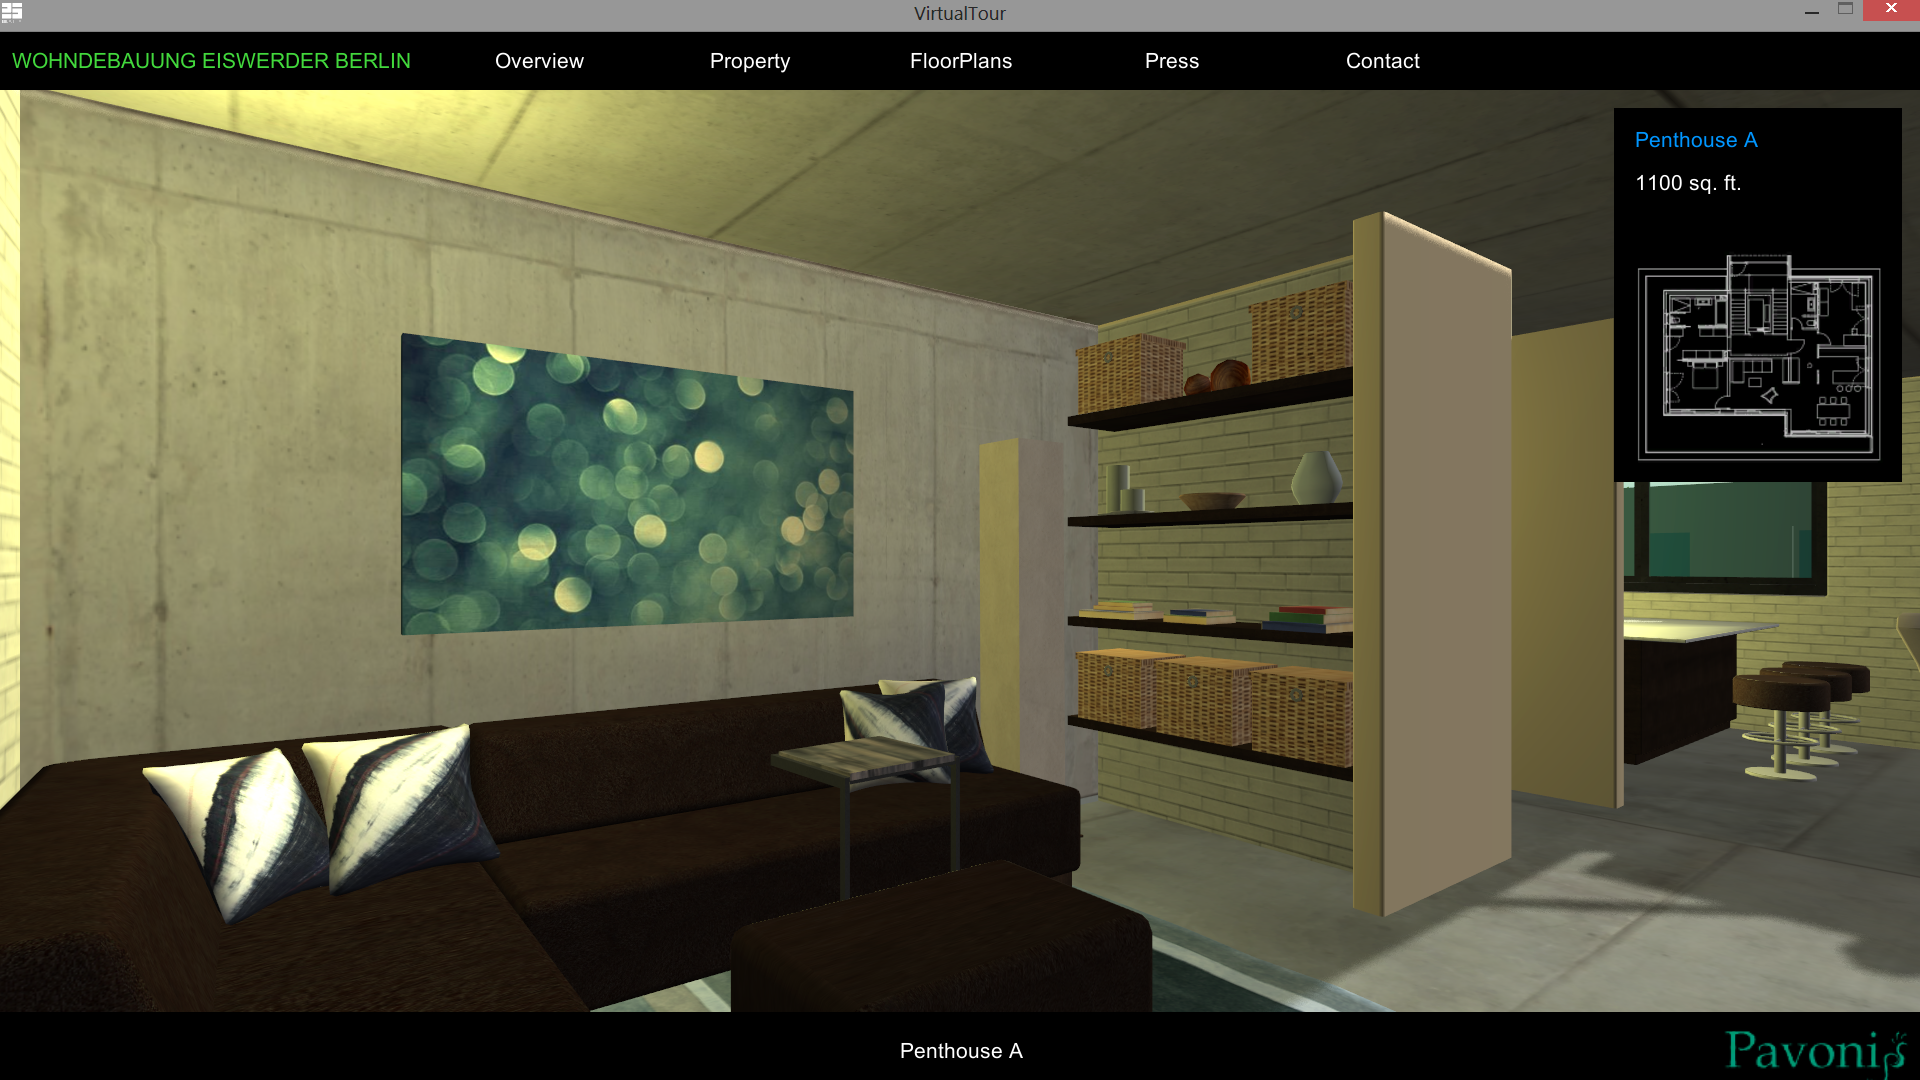 VirtualTour
WOHNDEBAUUNG EISWERDER BERLIN
Overview
Property
FloorPlans
Press
Contact
Penthouse A
1100 sq. ft.
Penthouse A
Pavonis